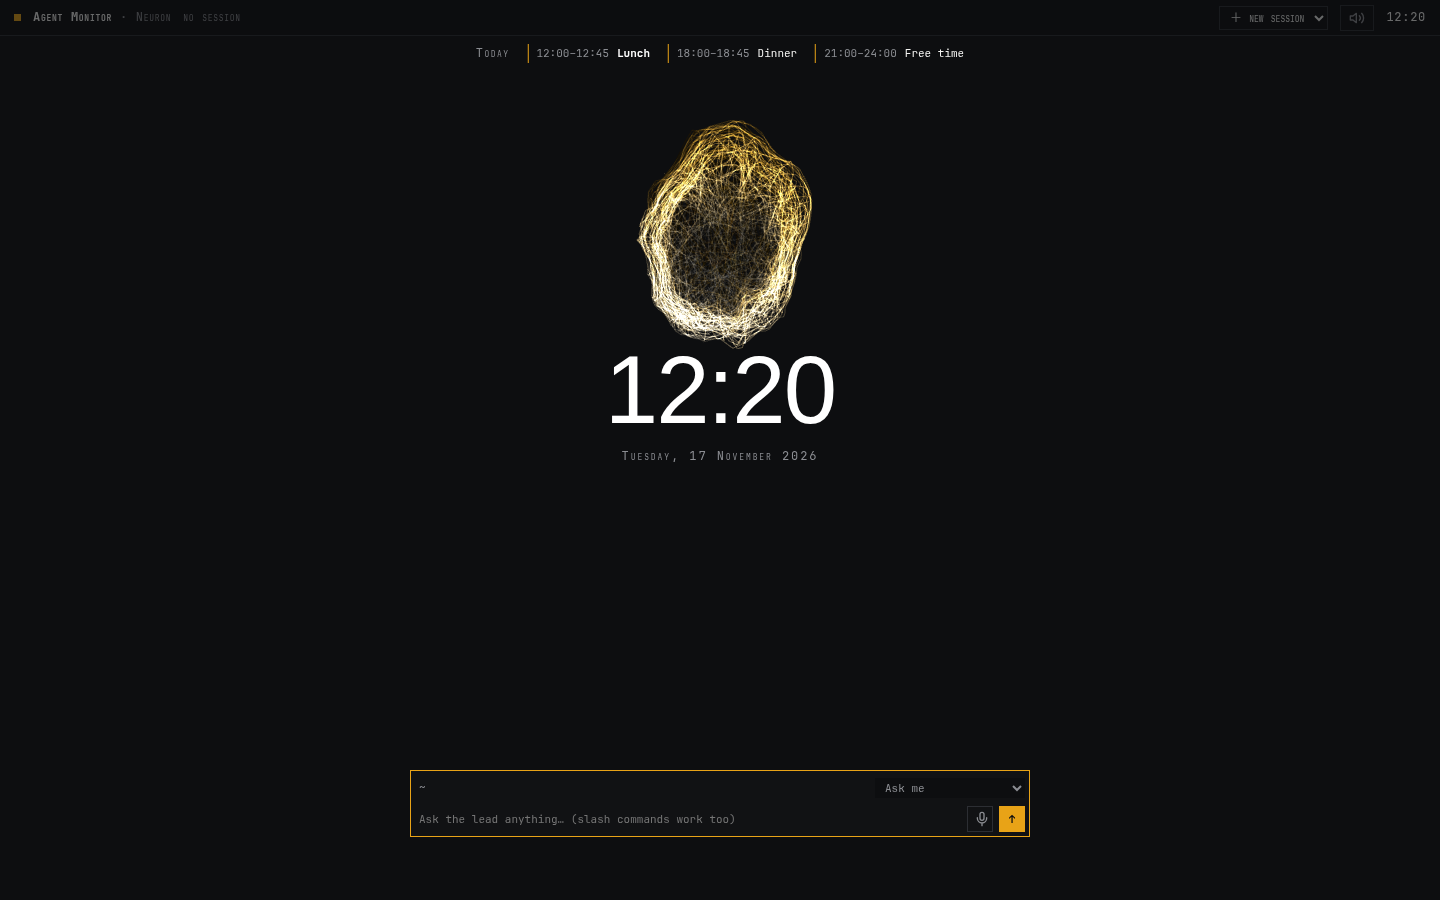 Agent Monitor · Neuron no session
+ new session
12:20
Today 12:00–12:45 Lunch 18:00–18:45 Dinner 21:00–24:00 Free time
12:20
Tuesday, 17 November 2026
~
Ask me
Ask the lead anything… (slash commands work too)